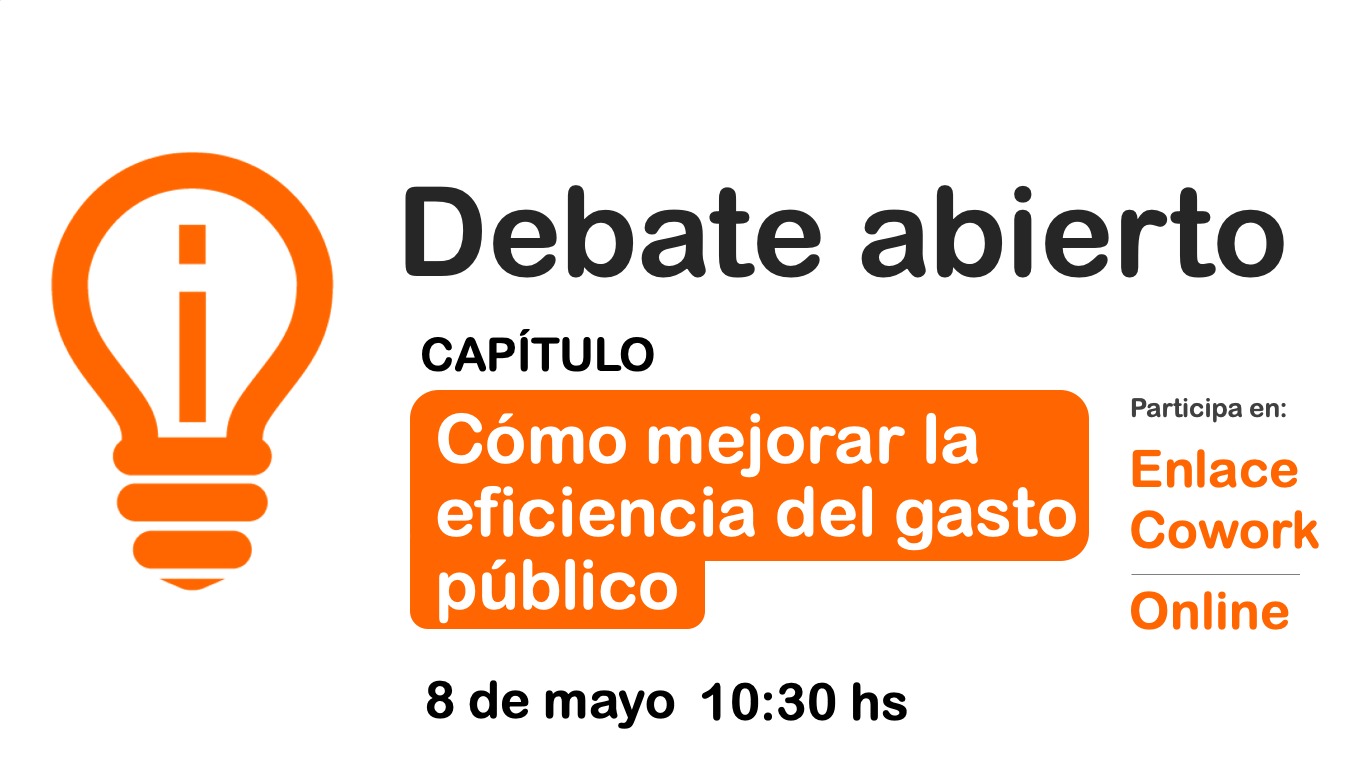 Debate abierto
CAPÍTULO
Cómo mejorar la
eficiencia del gasto
público
Participa en:
Enlace
Cowork
Online
8 de mayo 10:30 hs